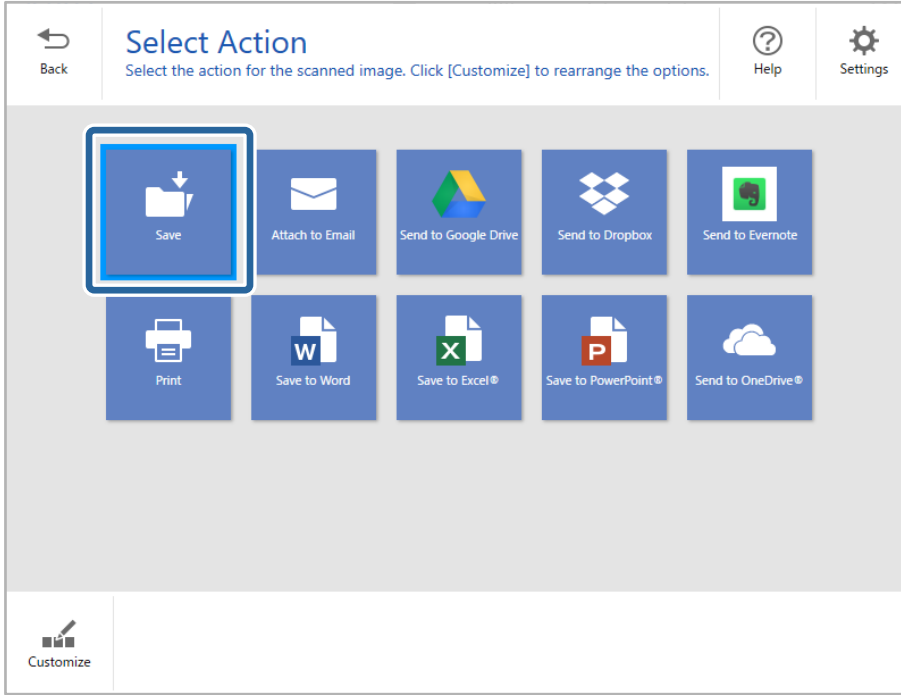 Back
Select Action
Select the action for the scanned image. Click [Customize] to rearrange the options.
Help
Settings
Save
Attach to Email
Send to Google Drive
Send to Dropbox
Send to Evernote
Print
W
Save to Word
X
Save to Excel®
P
Save to PowerPoint®
Send to OneDrive®
Customize